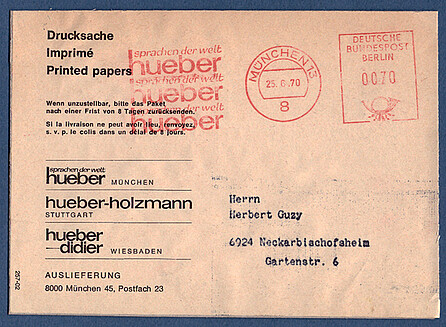 Drucksache
Imprimé
Printed papers
sprachen der welt
hueber
sprachen der welt
hueber
sprachen der welt
hueber
MÜNCHEN 13
25.6.70
8
DEUTSCHE
BUNDESPOST
BERLIN
0070
Wenn unzustellbar, bitte das Paket
nach einer Frist von 8 Tagen zurücksenden.
Si la livraison ne peut avoir lieu, renvoyez,
s. v. p. le colis dans un délai de 8 jours.
sprachen der welt
hueber MÜNCHEN
hueber-holzmann
STUTTGART
hueber
didier WIESBADEN
AUSLIEFERUNG
8000 München 45, Postfach 23
257-02
Herrn
Herbert Guzy
6924 Neckarbischofsheim
Gartenstr. 6